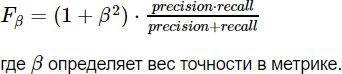 F_β = (1 + β²) · precision·recall / precision+recall
где β определяет вес точности в метрике.